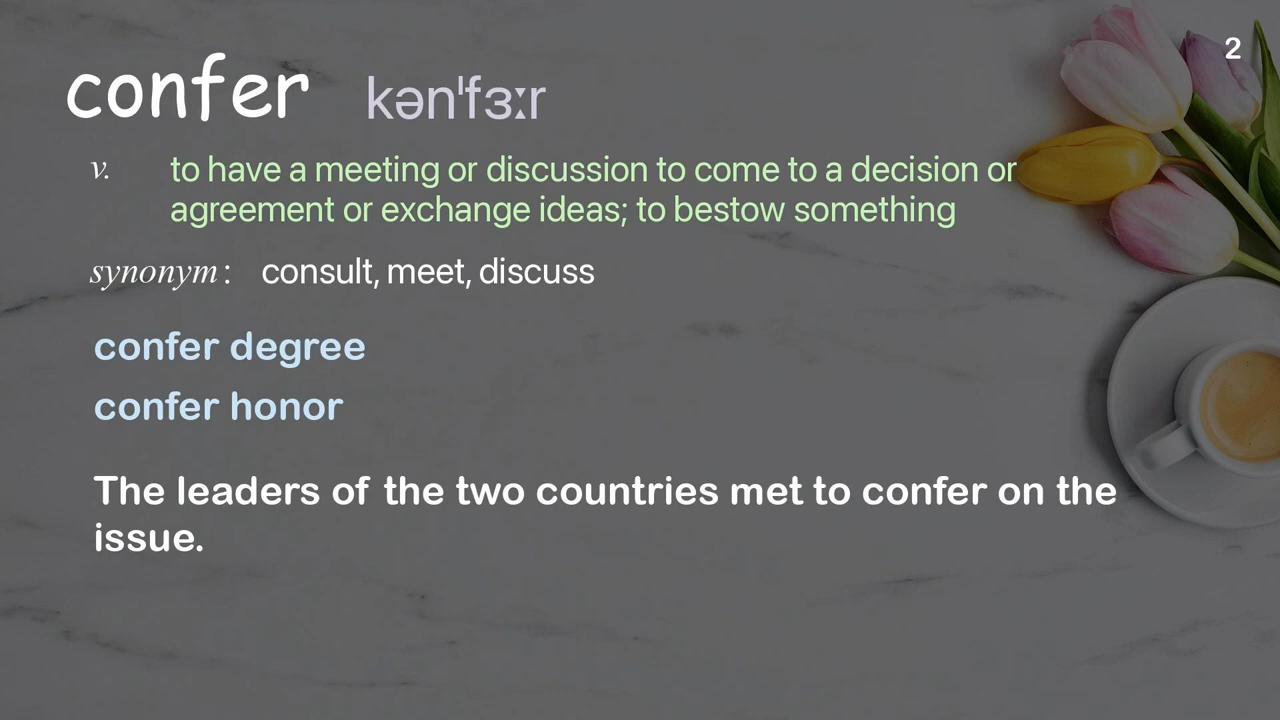 2
confer kən'fɜːr
v. to have a meeting or discussion to come to a decision or
agreement or exchange ideas; to bestow something
synonym : consult, meet, discuss
confer degree
confer honor
The leaders of the two countries met to confer on the
issue.